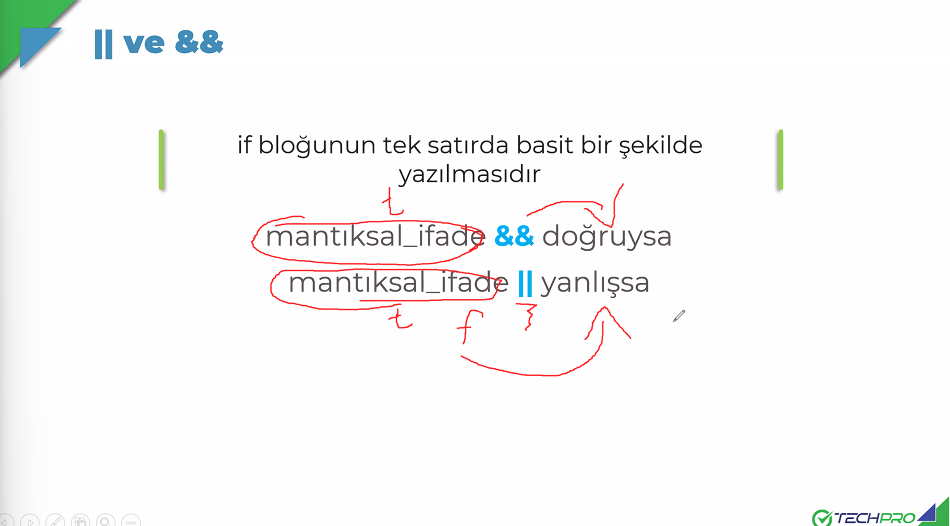 || ve &&
if bloğunun tek satırda basit bir şekilde
yazılmasıdır
t
mantıksal_ifade && doğruysa
mantıksal_ifade || yanlışsa
t f
TECHPRO